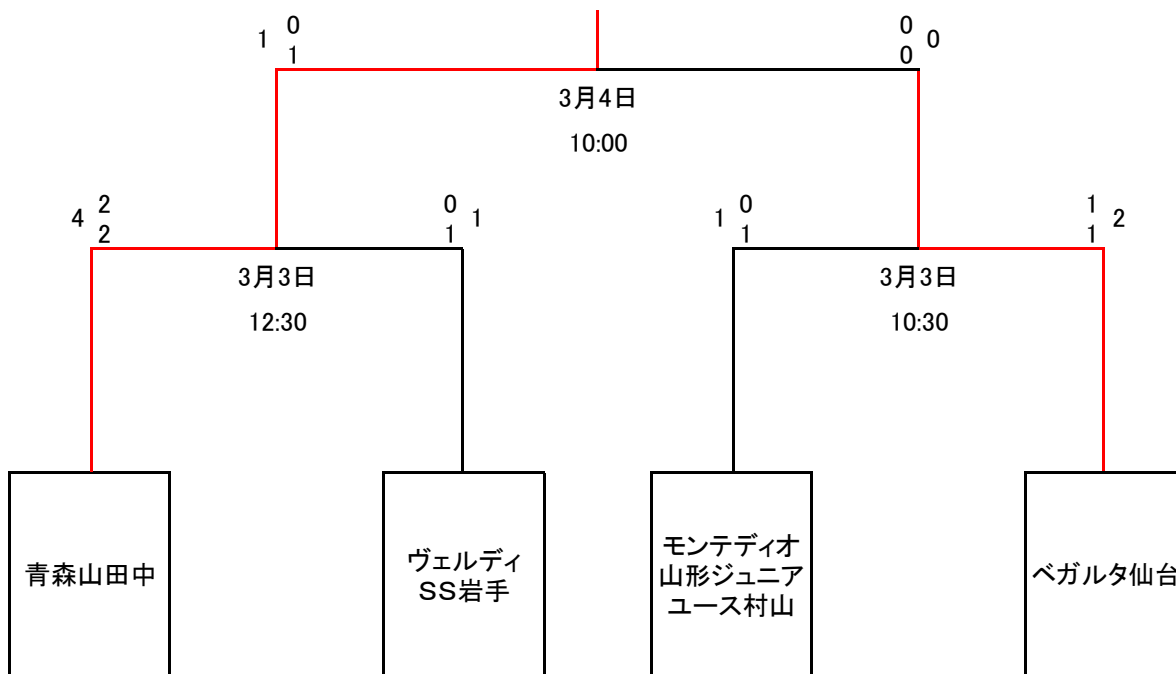 0 0
1 0
1 0
3月4日
10:00
2 0 0 1
4 1 1 2
2 1 1 1
3月3日 3月3日
12:30 10:30
青森山田中
ヴェルディ
SS岩手
モンテディオ
山形ジュニア
ユース村山
ベガルタ仙台